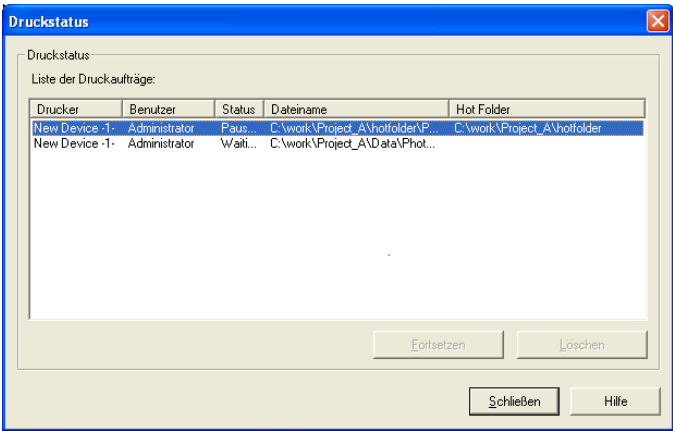 Druckstatus
Druckstatus
Liste der Druckaufträge:
Drucker Benutzer Status Dateiname Hot Folder
New Device -1- Administrator Paus... C:\work\Project_A\hotfolder\P... C:\work\Project_A\hotfolder
New Device -1- Administrator Waiti... C:\work\Project_A\Data\Phot...
Fortsetzen Löschen
Schließen Hilfe